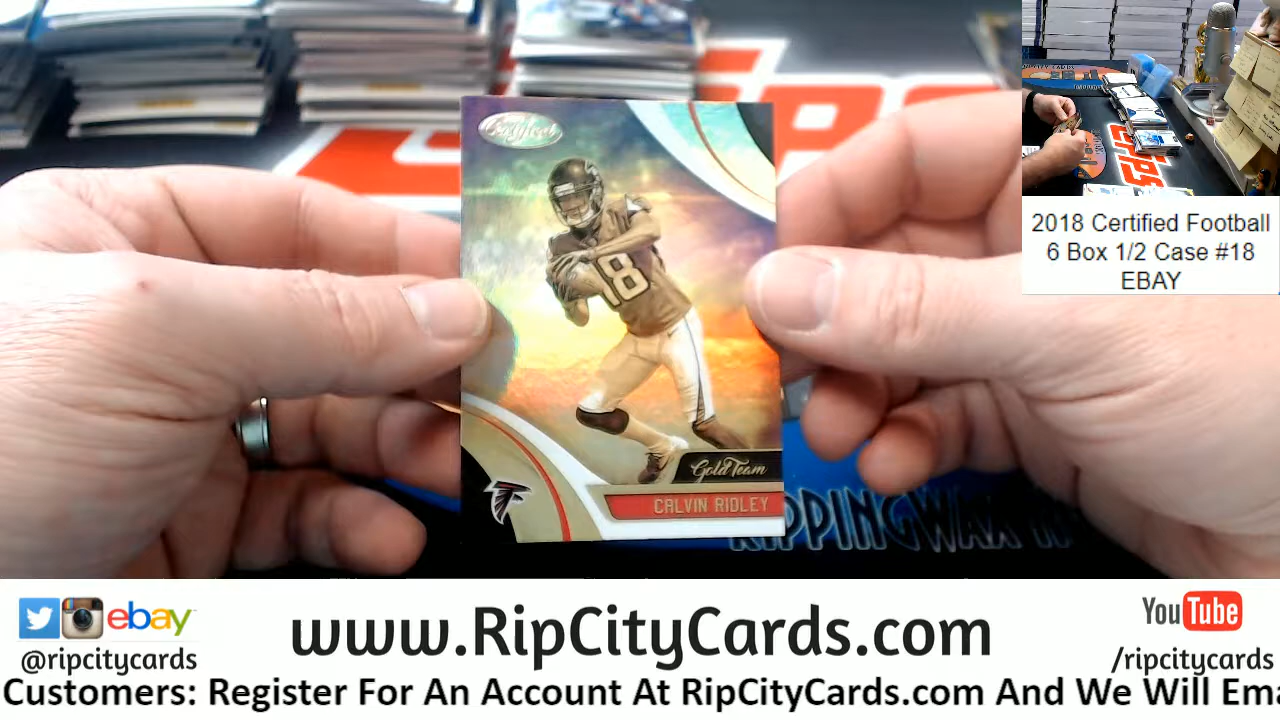 Certified
18
Gold Team
CALVIN RIDLEY
RIPPINGWAX
2018 Certified Football
6 Box 1/2 Case #18
EBAY
ebay
@ripcitycards
www.RipCityCards.com
YouTube
/ripcitycards
Customers: Register For An Account At RipCityCards.com And We Will Ema